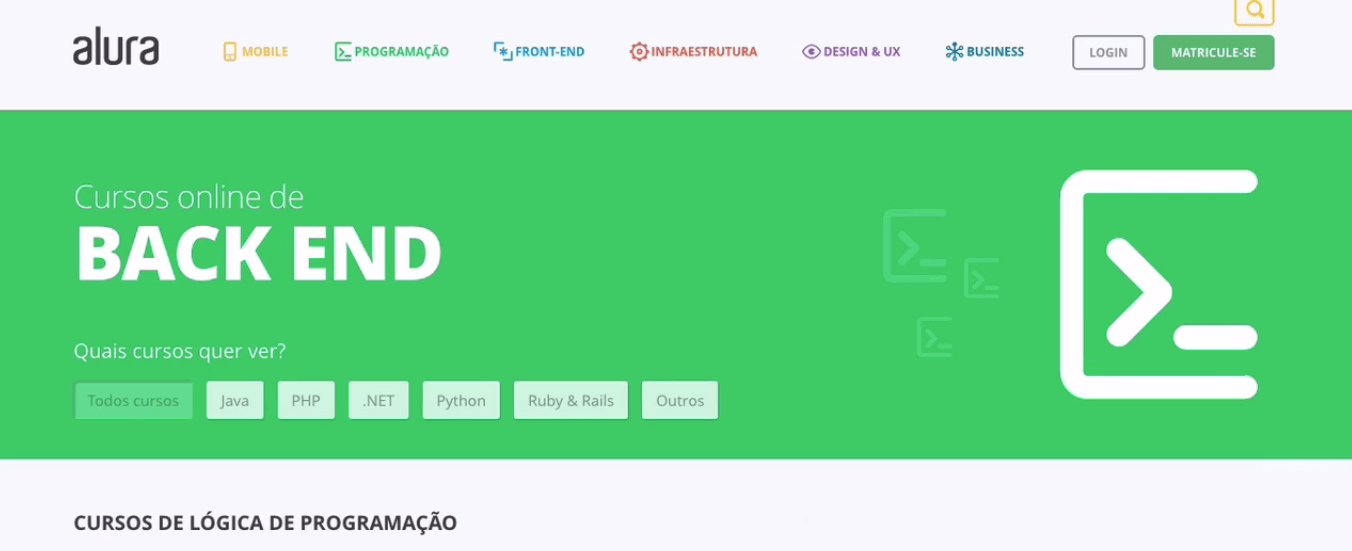 alura MOBILE PROGRAMAÇÃO FRONT-END INFRAESTRUTURA DESIGN & UX BUSINESS LOGIN MATRICULE-SE
Cursos online de
BACK END
Quais cursos quer ver?
Todos cursos Java PHP .NET Python Ruby & Rails Outros
CURSOS DE LÓGICA DE PROGRAMAÇÃO